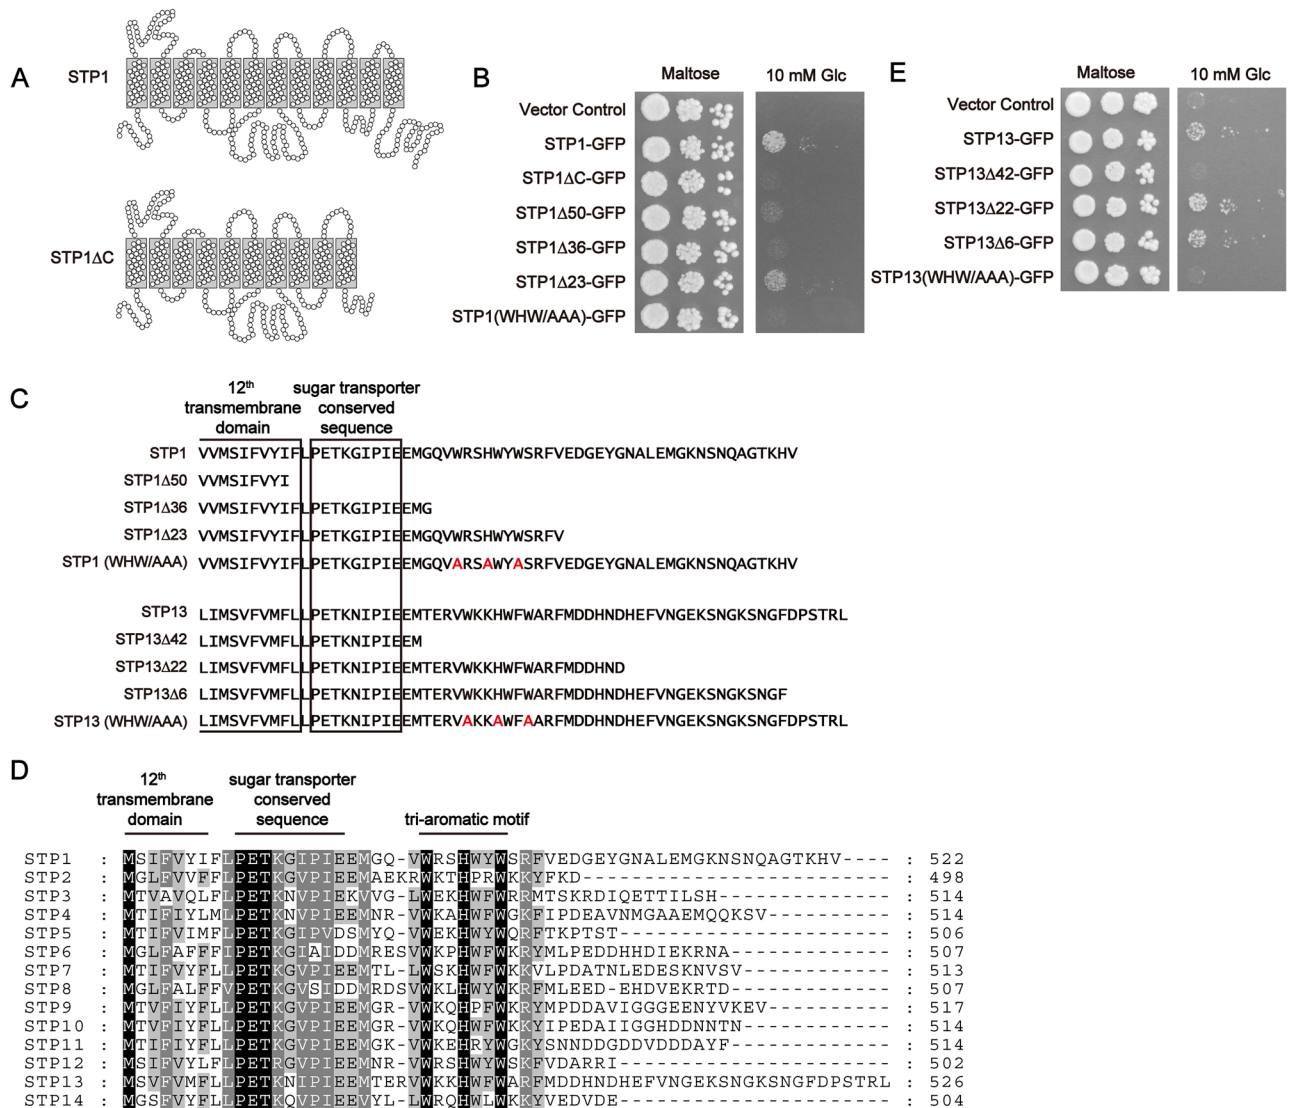 A
STP1
STP1ΔC
B
Maltose
10 mM Glc
Vector Control
STP1-GFP
STP1ΔC-GFP
STP1Δ50-GFP
STP1Δ36-GFP
STP1Δ23-GFP
STP1(WHW/AAA)-GFP
E
Maltose
10 mM Glc
Vector Control
STP13-GFP
STP13Δ42-GFP
STP13Δ22-GFP
STP13Δ6-GFP
STP13(WHW/AAA)-GFP
C
12th
transmembrane
domain
sugar transporter
conserved
sequence
STP1 VVMSIFVYIFLPETKGIPIEEMGQVWRSHWYWSRFVEDGEYGNALEMGKNSNQAGTKHV
STP1Δ50 VVMSIFVYI
STP1Δ36 VVMSIFVYIFLPETKGIPIEEMG
STP1Δ23 VVMSIFVYIFLPETKGIPIEEMGQVWRSHWYWSRFV
STP1 (WHW/AAA) VVMSIFVYIFLPETKGIPIEEMGQVARSAWYASRFVEDGEYGNALEMGKNSNQAGTKHV
STP13 LIMSVFVMFLLPETKNIPIEEMTERVWKKHWFWARFMDDHNDHEFVNGEKSNGKSNGFDPSTRL
STP13Δ42 LIMSVFVMFLLPETKNIPIEEM
STP13Δ22 LIMSVFVMFLLPETKNIPIEEMTERVWKKHWFWARFMDDHND
STP13Δ6 LIMSVFVMFLLPETKNIPIEEMTERVWKKHWFWARFMDDHNDHEFVNGEKSNGKSNGF
STP13 (WHW/AAA) LIMSVFVMFLLPETKNIPIEEMTERVAKKAWFAARFMDDHNDHEFVNGEKSNGKSNGFDPSTRL
D
12th
transmembrane
domain
sugar transporter
conserved
sequence
tri-aromatic motif
STP1 : MSIFVYIFLPETKGIPIEEMGQ-VWRSHWYWSRFVEDGEYGNALEMGKNSNQAGTKHV---- : 522
STP2 : MGLFVVFFLPETKGIPIEEMAEKRWKTHPRWKKYFKD------------------------- : 498
STP3 : MTVAVQLFLPETKNVPIEKVVG-LWEKHWFWRRMTSKRDIQETTILSH-------------- : 514
STP4 : MTIFIYLMLPETKNVPIEEMNR-VWKAHWFWGKFIPDEAVNMGAAEMQQKSV---------- : 514
STP5 : MTIFVIMFLPETKGIPVDSMYQ-VWEKHWYWQRFTKPTST---------------------- : 506
STP6 : MGLFAFFFIPETKGIAIDDMRESVWKPHWFWKRYMLPEDDHHDIEKRNA------------- : 507
STP7 : MTIFVYFLLPETKGVPIEEMTL-LWSKHWFWKKVLPDATNLEDESKNVSV------------ : 513
STP8 : MGLFALFFVPETKGVSIDDMRDSVWKLHWYWKRFMLEED-EHDVEKRTD------------- : 507
STP9 : MTVFIYFLLPETKGVPIEEMGR-VWKQHPFWKRYMPDDAVIGGGEENYVKEV---------- : 517
STP10 : MTVFIYFLLPETKGVPIEEMGR-VWKQHWFWKKYIPEDAIIGGHDDNNTN------------ : 514
STP11 : MTVFIYFLLPETKGVPIEEMGK-VWKEHRYWGKYSNNDDGDDVDDDAYF------------- : 514
STP12 : MSIFVYLFLPETRGVPIEEMNR-VWRSHWYWSKFVDARRI---------------------- : 502
STP13 : MSVFVMFLLPETKNIPIEEMTERVWKKHWFWARFMDDHNDHEFVNGEKSNGKSNGFDPSTRL : 526
STP14 : MGSFVYFLLPETKQVPIEEVYL-LWRQHWLWKKYVEDVDE---------------------- : 504